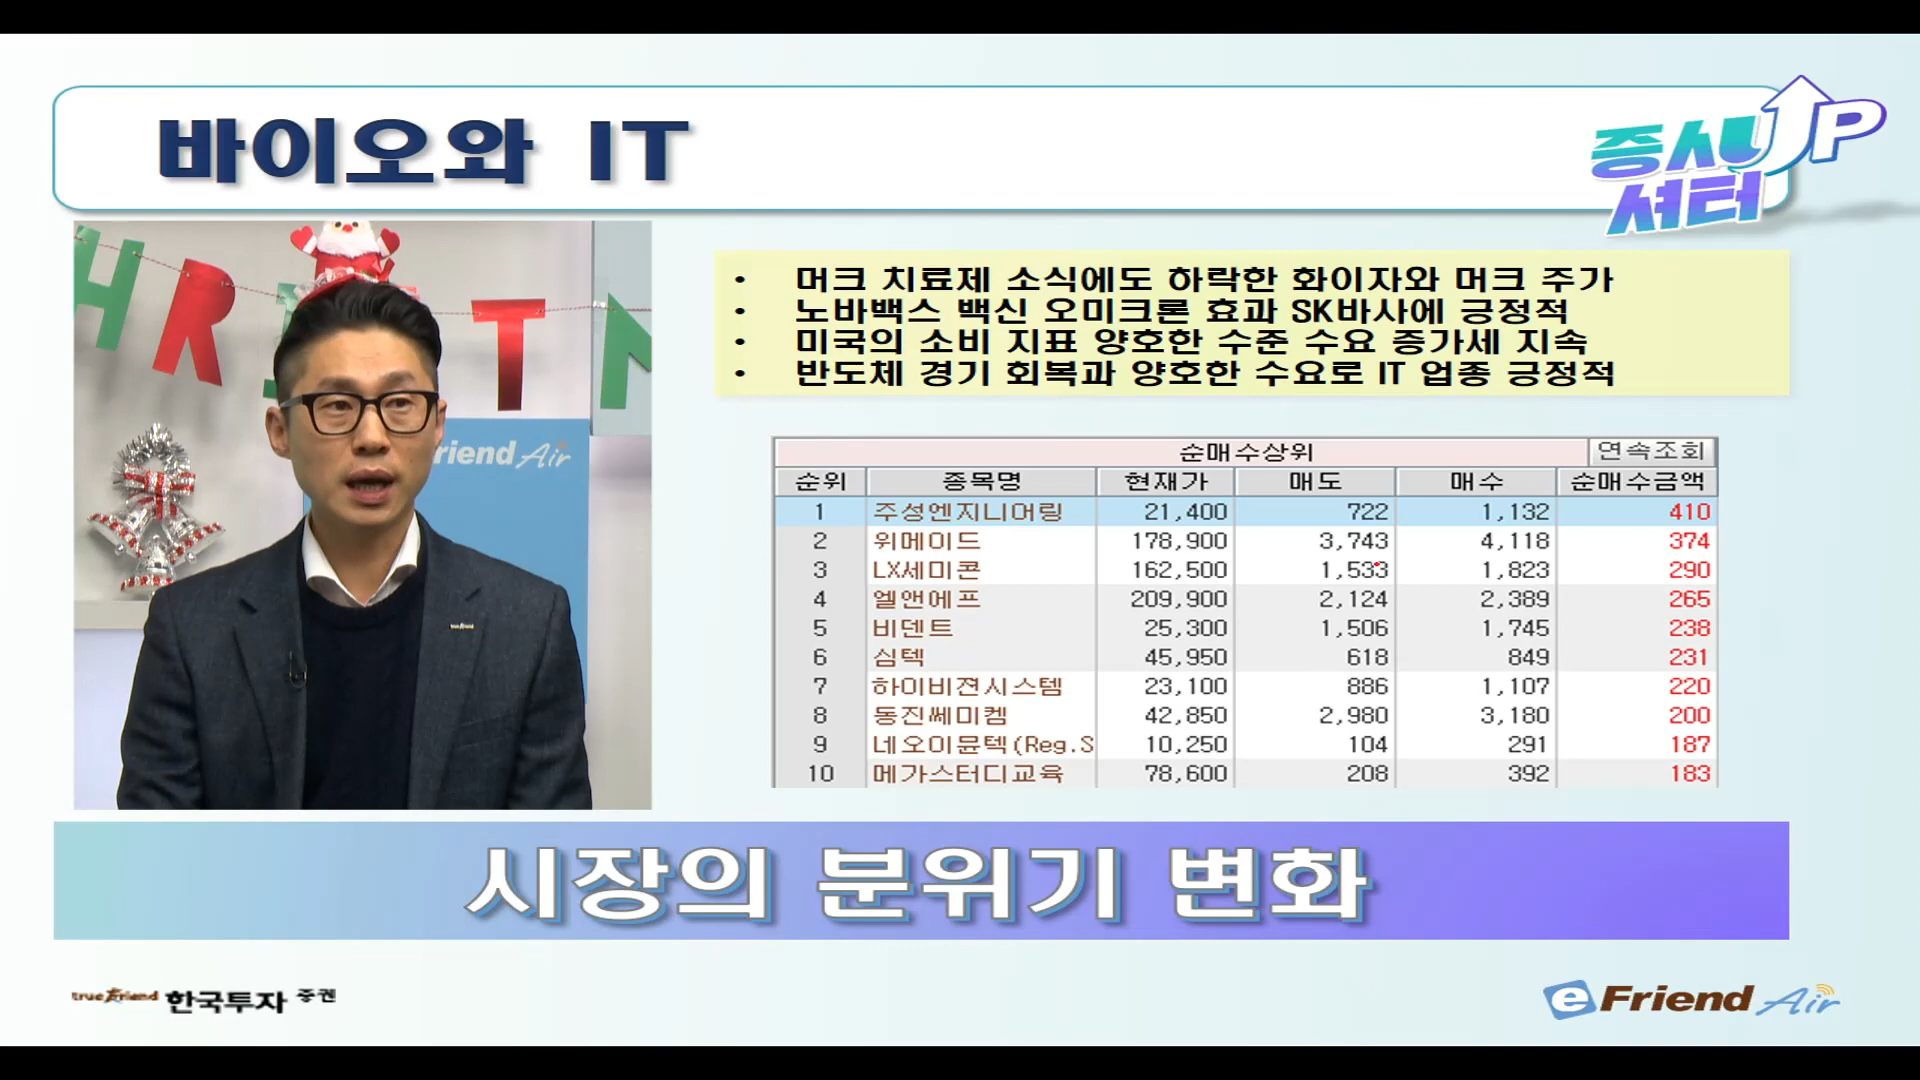 바이오와 IT
증시 UP
셔터
HRISTM
• 머크 치료제 소식에도 하락한 화이자와 머크 주가
• 노바백스 백신 오미크론 효과 SK바사에 긍정적
• 미국의 소비 지표 양호한 수준 수요 증가세 지속
• 반도체 경기 회복과 양호한 수요로 IT 업종 긍정적
riend Air
순매수상위 연속조회
순위 종목명 현재가 매도 매수 순매수금액
1 주성엔지니어링 21,400 722 1,132 410
2 위메이드 178,900 3,743 4,118 374
3 LX세미콘 162,500 1,533 1,823 290
4 엘앤에프 209,900 2,124 2,389 265
5 비덴트 25,300 1,506 1,745 238
6 심텍 45,950 618 849 231
7 하이비젼시스템 23,100 886 1,107 220
8 동진쎄미켐 42,850 2,980 3,180 200
9 네오이뮨텍(Reg.S 10,250 104 291 187
10 메가스터디교육 78,600 208 392 183
시장의 분위기 변화
true Friend 한국투자 증권
e Friend Air